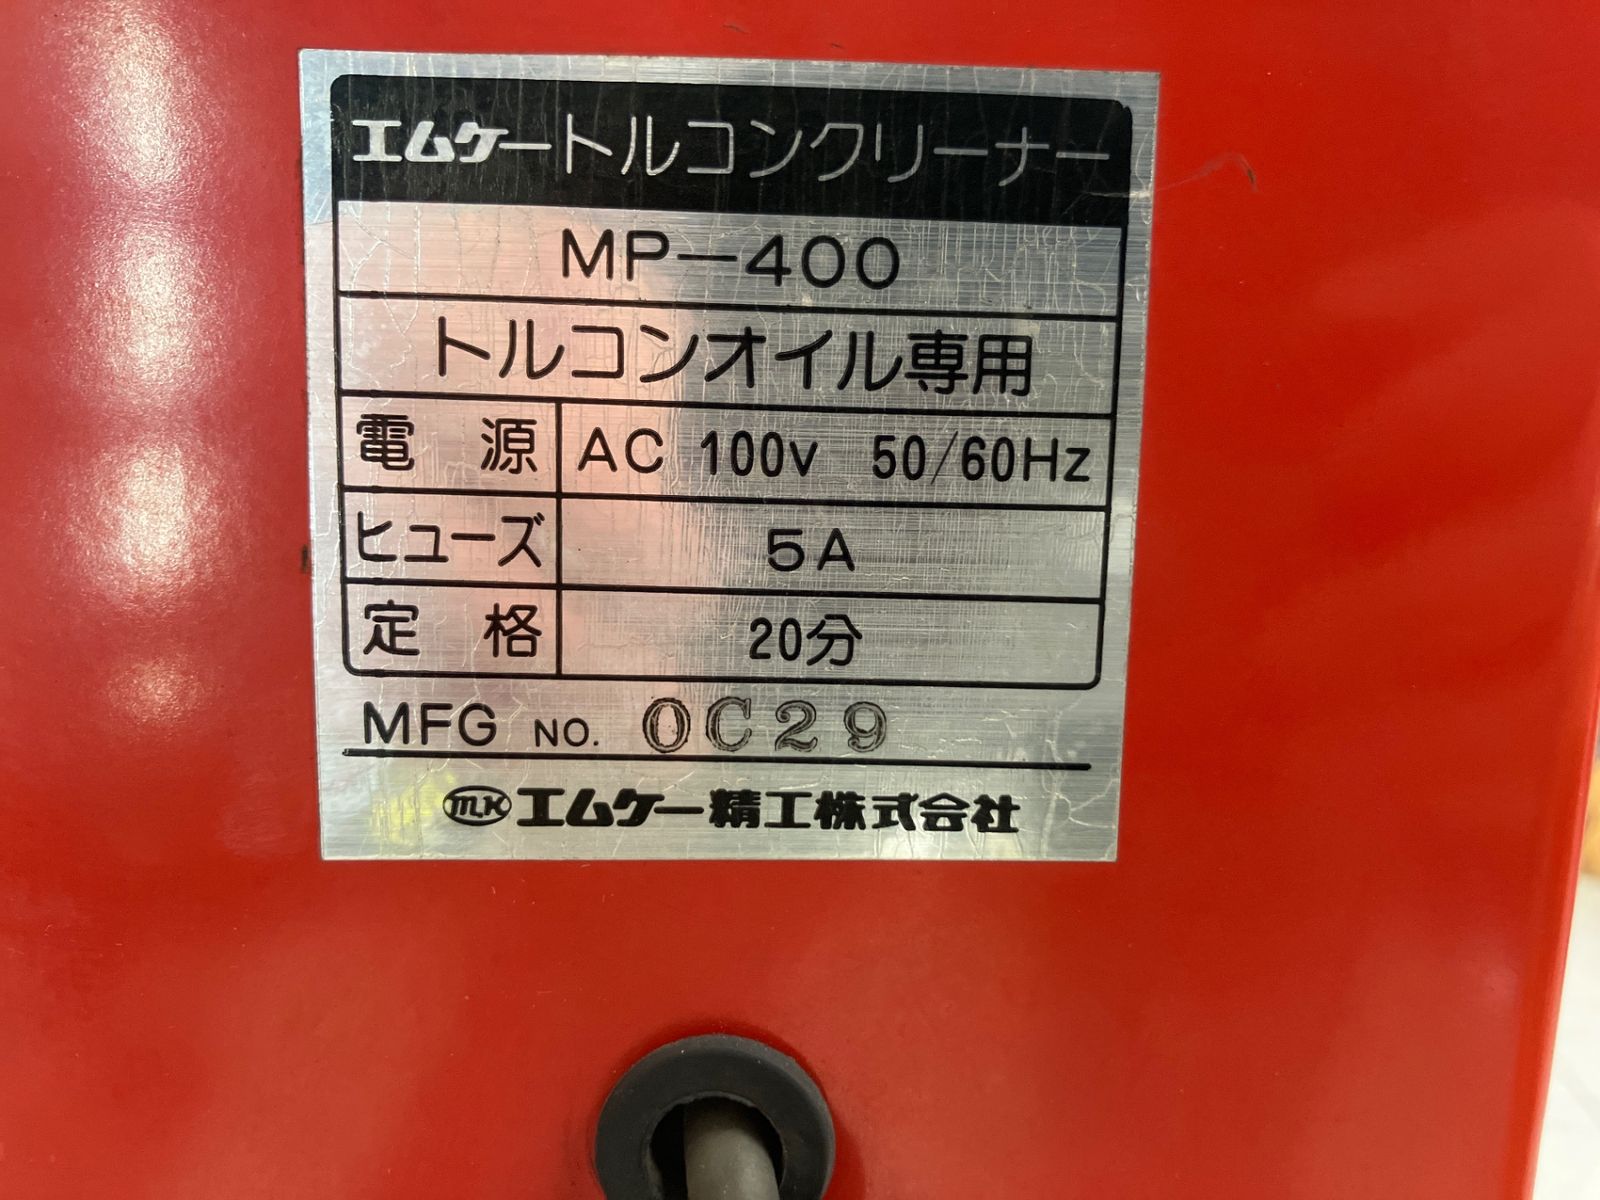 エムケートルコンクリーナー
MP-400
トルコンオイル専用
電源 AC 100V 50/60Hz
ヒューズ 5A
定格 20分
MFG NO. 0C29
MK エムケー精工株式会社